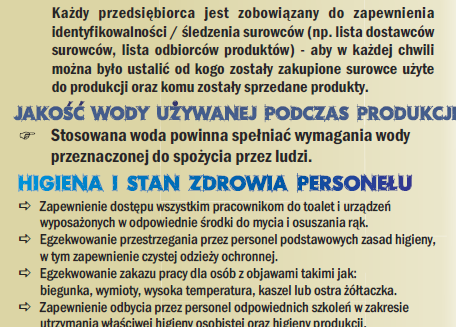 Każdy przedsiębiorca jest zobowiązany do zapewnienia
identyfikowalności / śledzenia surowców (np. lista dostawców
surowców, lista odbiorców produktów) - aby w każdej chwili
można było ustalić od kogo zostały zakupione surowce użyte
do produkcji oraz komu zostały sprzedane produkty.
JAKOŚĆ WODY UŻYWANEJ PODCZAS PRODUKCJI
☞ Stosowana woda powinna spełniać wymagania wody
przeznaczonej do spożycia przez ludzi.
HIGIENA I STAN ZDROWIA PERSONELU
⇨ Zapewnienie dostępu wszystkim pracownikom do toalet i urządzeń
wyposażonych w odpowiednie środki do mycia i osuszania rąk.
⇨ Egzekwowanie przestrzegania przez personel podstawowych zasad higieny,
w tym zapewnienie czystej odzieży ochronnej.
⇨ Egzekwowanie zakazu pracy dla osób z objawami takimi jak:
biegunka, wymioty, wysoka temperatura, kaszel lub ostra żółtaczka.
⇨ Zapewnienie odbycia przez personel odpowiednich szkoleń w zakresie
utrzymania właściwej higieny osobistej oraz higieny produkcji.